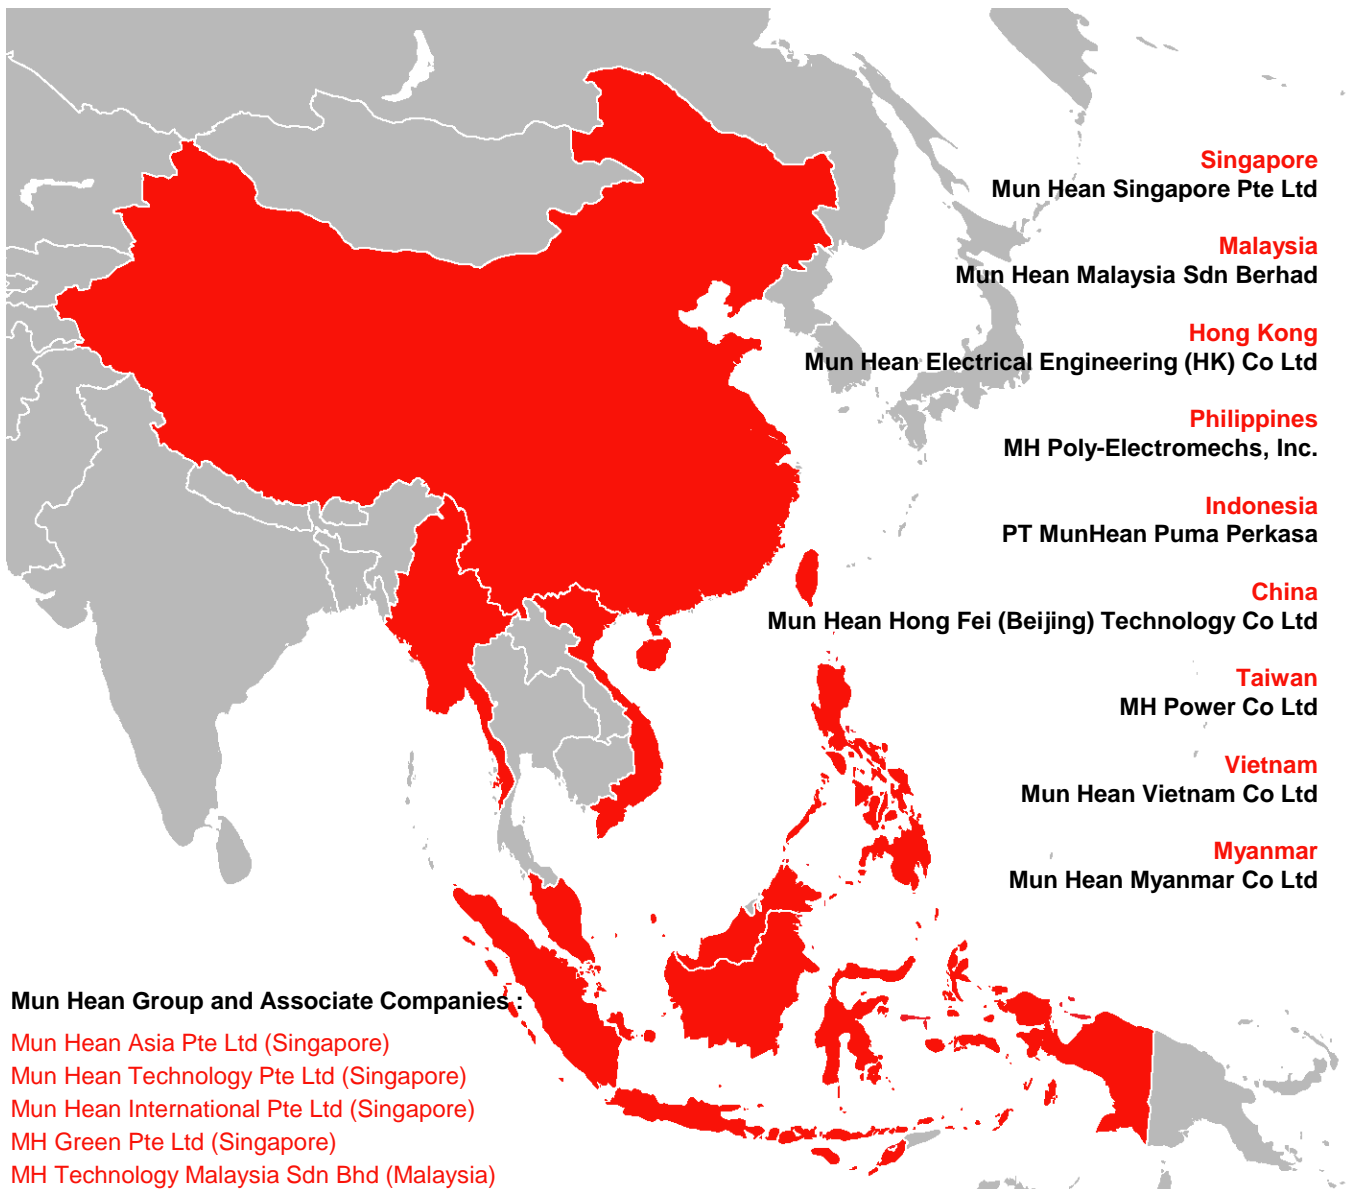 Singapore
Mun Hean Singapore Pte Ltd
Malaysia
Mun Hean Malaysia Sdn Berhad
Hong Kong
Mun Hean Electrical Engineering (HK) Co Ltd
Philippines
MH Poly-Electromechs, Inc.
Indonesia
PT MunHean Puma Perkasa
China
Mun Hean Hong Fei (Beijing) Technology Co Ltd
Taiwan
MH Power Co Ltd
Vietnam
Mun Hean Vietnam Co Ltd
Myanmar
Mun Hean Myanmar Co Ltd
Mun Hean Group and Associate Companies :
Mun Hean Asia Pte Ltd (Singapore)
Mun Hean Technology Pte Ltd (Singapore)
Mun Hean International Pte Ltd (Singapore)
MH Green Pte Ltd (Singapore)
MH Technology Malaysia Sdn Bhd (Malaysia)